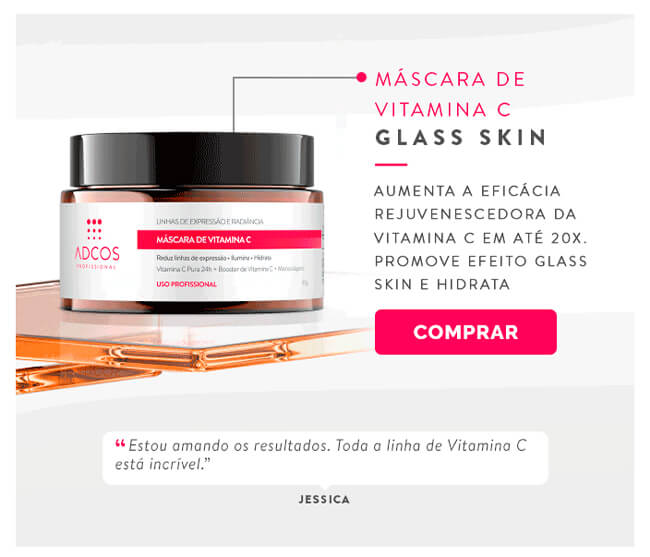 MÁSCARA DE
VITAMINA C
GLASS SKIN
AUMENTA A EFICÁCIA
REJUVENESCEDORA DA
VITAMINA C EM ATÉ 20X.
PROMOVE EFEITO GLASS
SKIN E HIDRATA
COMPRAR
ADCOS
PROFISSIONAL
LINHAS DE EXPRESSÃO E RADIÂNCIA
MÁSCARA DE VITAMINA C
Reduz linhas de expressão • Ilumina • Hidrata
Vitamina C Pura 24h + Booster de Vitamina C +
USO PROFISSIONAL
“Estou amando os resultados. Toda a linha de Vitamina C
está incrível.”
JESSICA